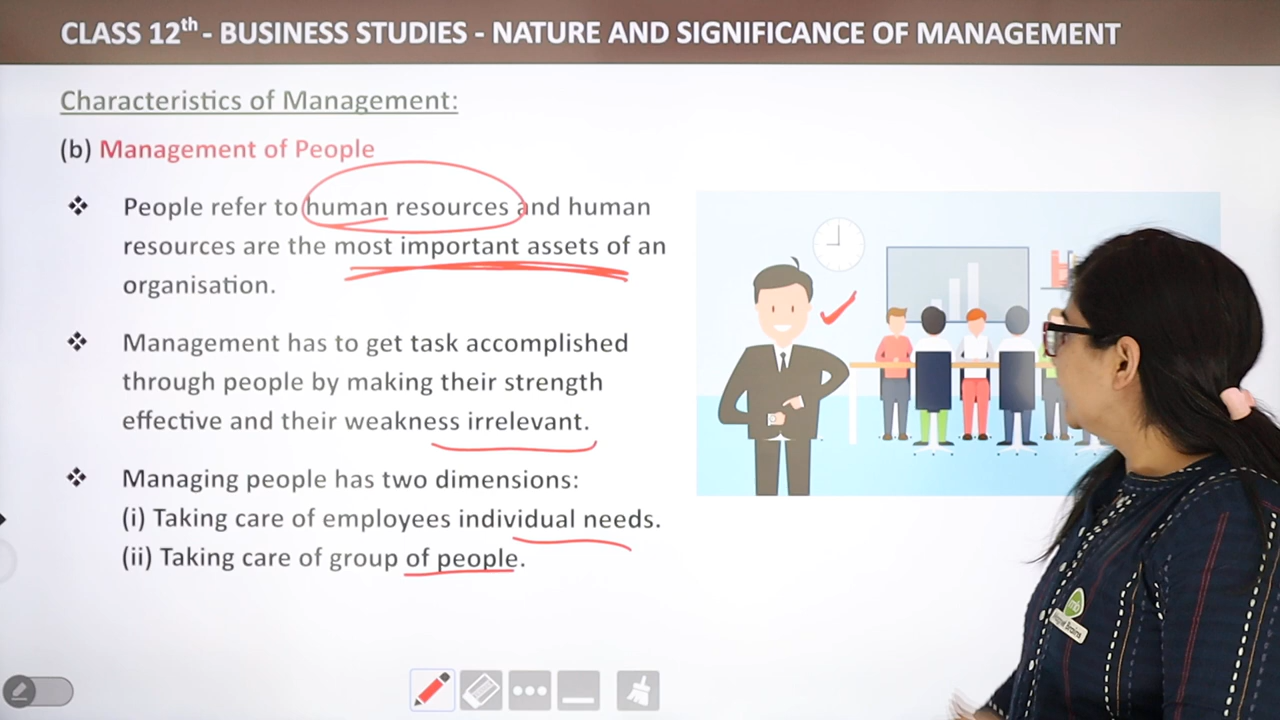 CLASS 12th - BUSINESS STUDIES - NATURE AND SIGNIFICANCE OF MANAGEMENT
Characteristics of Management:
(b) Management of People
❖ People refer to human resources and human
resources are the most important assets of an
organisation.
❖ Management has to get task accomplished
through people by making their strength
effective and their weakness irrelevant.
❖ Managing people has two dimensions:
(i) Taking care of employees individual needs.
(ii) Taking care of group of people.
mb
Magnet Brains